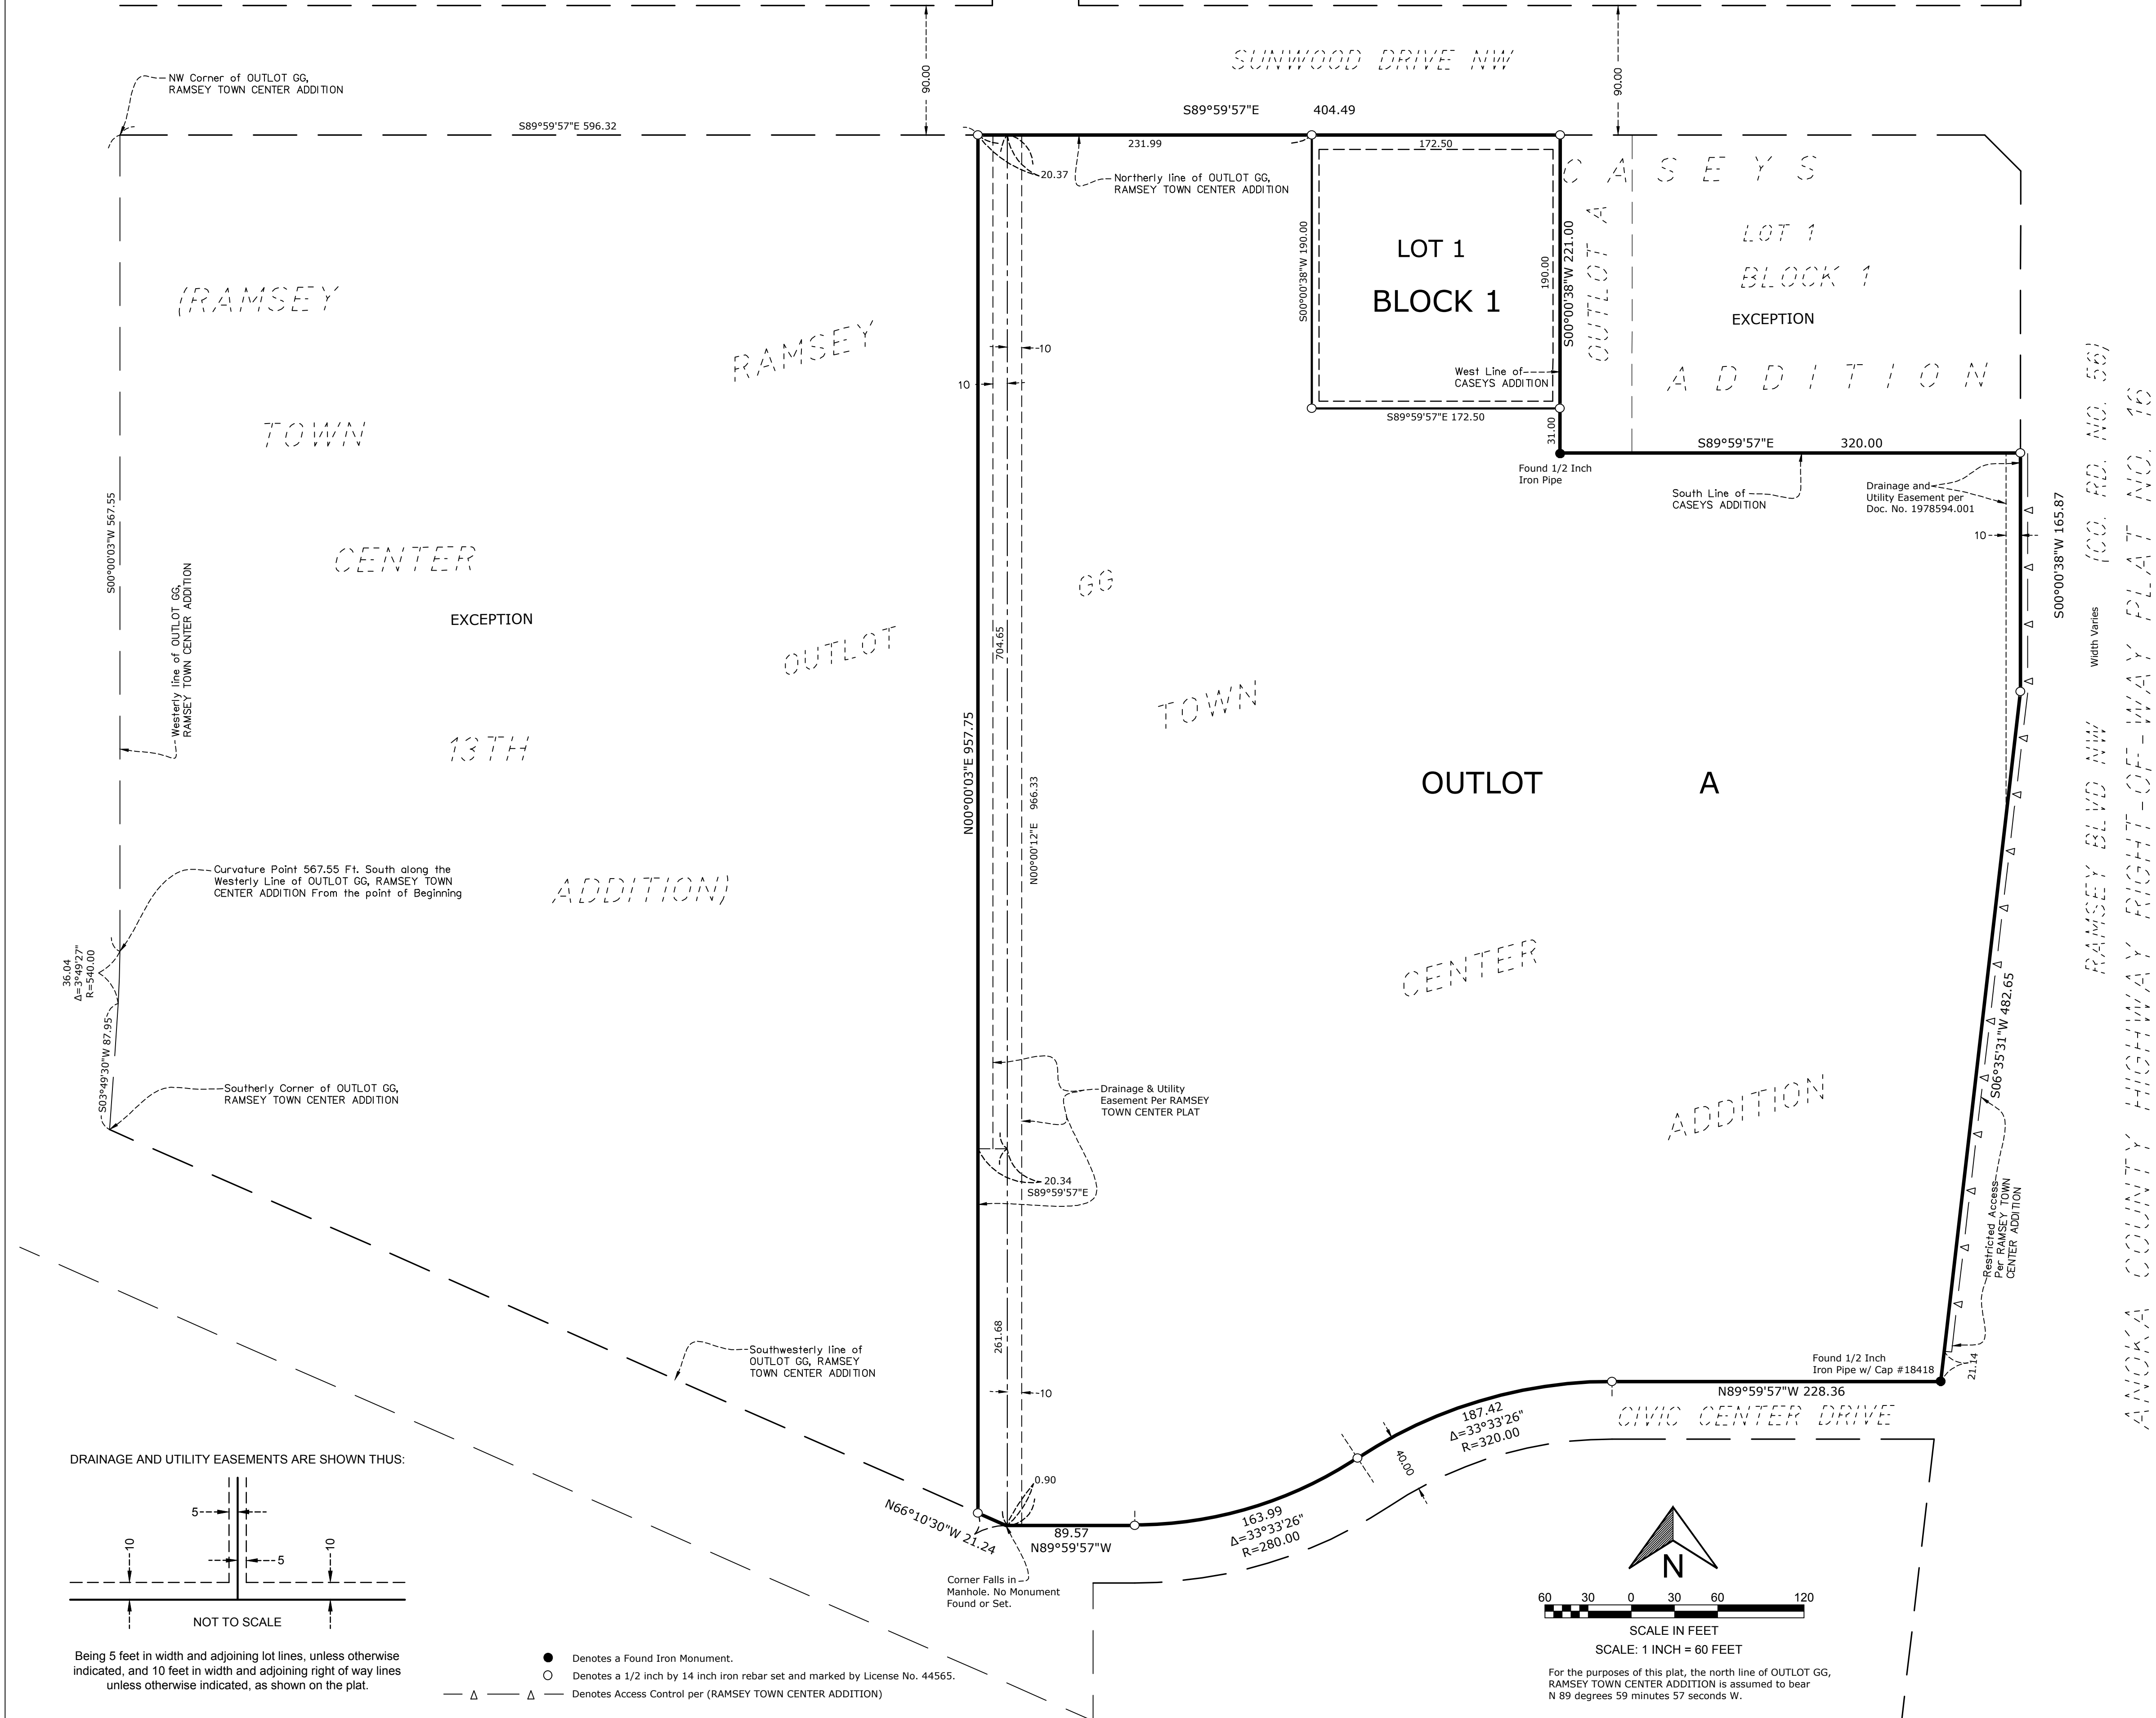 SUNWOOD DRIVE NW
90.00
90.00
NW Corner of OUTLOT GG,
RAMSEY TOWN CENTER ADDITION
S89°59'57"E 596.32
S89°59'57"E 404.49
231.99
172.50
20.37
Northerly line of OUTLOT GG,
RAMSEY TOWN CENTER ADDITION
CASEYS
OUTLOT A
LOT 1
BLOCK 1
EXCEPTION
ADDITION
LOT 1
BLOCK 1
S00°00'38"W 190.00
190.00
S00°00'38"W 221.00
West Line of
CASEYS ADDITION
S89°59'57"E 172.50
31.00
Found 1/2 Inch
Iron Pipe
S89°59'57"E 320.00
South Line of
CASEYS ADDITION
Drainage and
Utility Easement per
Doc. No. 1978594.001
10
S00°00'38"W 165.87
RAMSEY BLVD NW
Width Varies
(CO. RD. NO. 56)
ANOKA COUNTY HIGHWAY RIGHT-OF-WAY PLAT NO. 16
(RAMSEY
TOWN
CENTER
EXCEPTION
13TH
ADDITION)
RAMSEY
OUTLOT
GG
TOWN
CENTER
ADDITION
10
10
S00°00'03"W 567.55
Westerly line of OUTLOT GG,
RAMSEY TOWN CENTER ADDITION
704.65
N00°00'03"E 957.75
N00°00'12"E 966.33
OUTLOT A
Curvature Point 567.55 Ft. South along the
Westerly Line of OUTLOT GG, RAMSEY TOWN
CENTER ADDITION From the point of Beginning
36.04
Δ=3°49'27"
R=540.00
S03°49'30"W 87.95
Southerly Corner of OUTLOT GG,
RAMSEY TOWN CENTER ADDITION
Drainage & Utility
Easement Per RAMSEY
TOWN CENTER PLAT
20.34
S89°59'57"E
S06°35'31"W 482.65
Restricted Access
Per RAMSEY TOWN
CENTER ADDITION
261.68
Southwesterly line of
OUTLOT GG, RAMSEY
TOWN CENTER ADDITION
10
Found 1/2 Inch
Iron Pipe w/ Cap #18418
21.14
N89°59'57"W 228.36
CIVIC CENTER DRIVE
187.42
Δ=33°33'26"
R=320.00
40.00
163.99
Δ=33°33'26"
R=280.00
0.90
N66°10'30"W 21.24
89.57
N89°59'57"W
Corner Falls in
Manhole. No Monument
Found or Set.
DRAINAGE AND UTILITY EASEMENTS ARE SHOWN THUS:
5
5
10
10
NOT TO SCALE
Being 5 feet in width and adjoining lot lines, unless otherwise
indicated, and 10 feet in width and adjoining right of way lines
unless otherwise indicated, as shown on the plat.
Denotes a Found Iron Monument.
Denotes a 1/2 inch by 14 inch iron rebar set and marked by License No. 44565.
Δ Δ Denotes Access Control per (RAMSEY TOWN CENTER ADDITION)
N
60 30 0 30 60 120
SCALE IN FEET
SCALE: 1 INCH = 60 FEET
For the purposes of this plat, the north line of OUTLOT GG,
RAMSEY TOWN CENTER ADDITION is assumed to bear
N 89 degrees 59 minutes 57 seconds W.